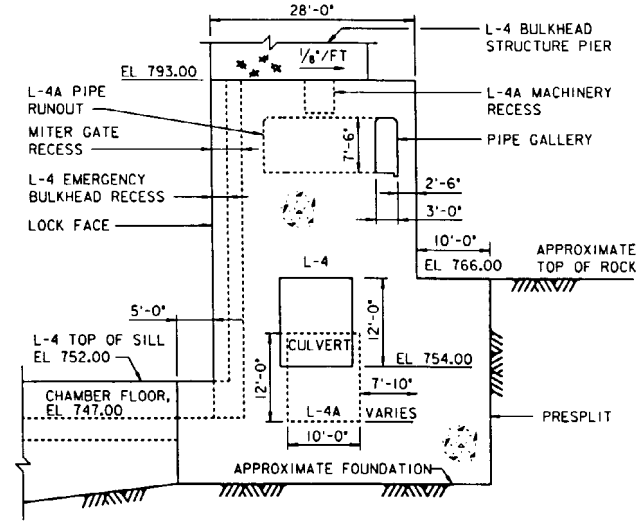 28'-0"
L-4 BULKHEAD
STRUCTURE PIER
1/8"/FT
EL 793.00
L-4A PIPE
RUNOUT
L-4A MACHINERY
RECESS
MITER GATE
RECESS
7'-6"
PIPE GALLERY
L-4 EMERGENCY
BULKHEAD RECESS
2'-6"
3'-0"
LOCK FACE
10'-0"
APPROXIMATE
TOP OF ROCK
L-4
EL 766.00
5'-0"
12'-0"
L-4 TOP OF SILL
EL 752.00
CULVERT
EL 754.00
12'-0"
7'-10"
CHAMBER FLOOR,
EL 747.00
L-4A
VARIES
PRESPLIT
10'-0"
APPROXIMATE FOUNDATION